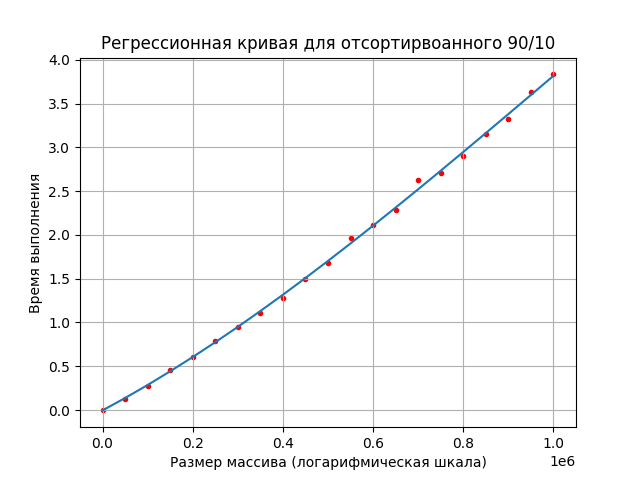 Регрессионная кривая для отсортирвоанного 90/10
4.0
3.5
3.0
2.5
2.0
1.5
1.0
0.5
0.0
Время выполнения
0.0 0.2 0.4 0.6 0.8 1.0
1e6
Размер массива (логарифмическая шкала)